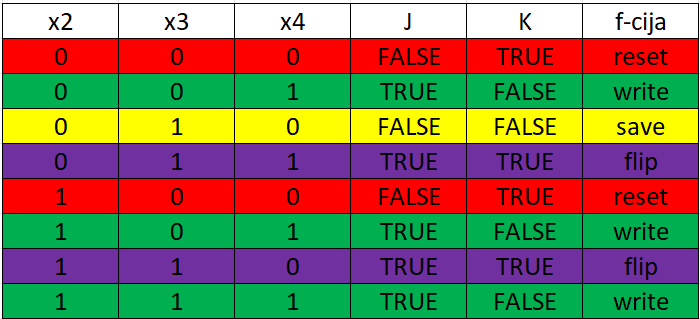 x2 x3 x4 J K f-cija
0 0 0 FALSE TRUE reset
0 0 1 TRUE FALSE write
0 1 0 FALSE FALSE save
0 1 1 TRUE TRUE flip
1 0 0 FALSE TRUE reset
1 0 1 TRUE FALSE write
1 1 0 TRUE TRUE flip
1 1 1 TRUE FALSE write